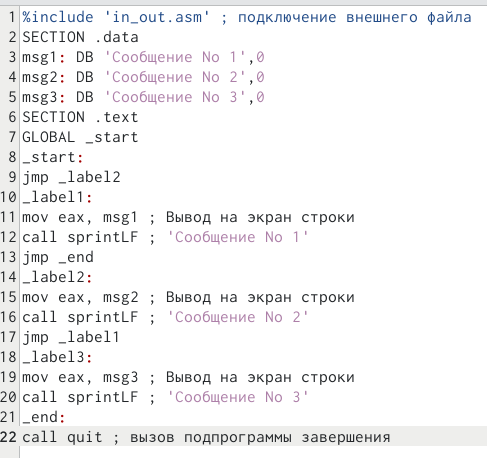 1 %include 'in_out.asm' ; подключение внешнего файла
2 SECTION .data
3 msg1: DB 'Сообщение No 1',0
4 msg2: DB 'Сообщение No 2',0
5 msg3: DB 'Сообщение No 3',0
6 SECTION .text
7 GLOBAL _start
8 _start:
9 jmp _label2
10 _label1:
11 mov eax, msg1 ; Вывод на экран строки
12 call sprintLF ; 'Сообщение No 1'
13 jmp _end
14 _label2:
15 mov eax, msg2 ; Вывод на экран строки
16 call sprintLF ; 'Сообщение No 2'
17 jmp _label1
18 _label3:
19 mov eax, msg3 ; Вывод на экран строки
20 call sprintLF ; 'Сообщение No 3'
21 _end:
22 call quit ; вызов подпрограммы завершения